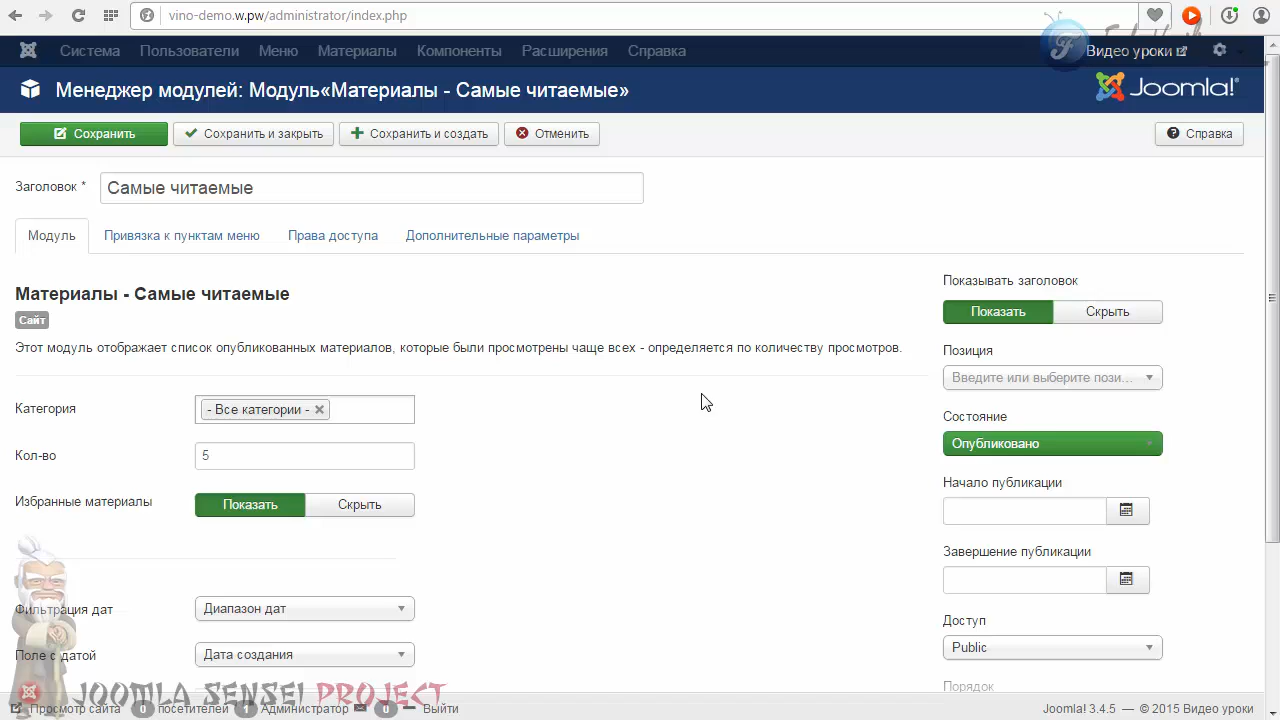 vino-demo.w.pw/administrator/index.php
Система Пользователи Меню Материалы Компоненты Расширения Справка Видео уроки
Менеджер модулей: Модуль«Материалы - Самые читаемые» Joomla!
Сохранить Сохранить и закрыть Сохранить и создать Отменить Справка
Заголовок * Самые читаемые
Модуль Привязка к пунктам меню Права доступа Дополнительные параметры
Материалы - Самые читаемые
Сайт
Этот модуль отображает список опубликованных материалов, которые были просмотрены чаще всех - определяется по количеству просмотров.
Категория - Все категории -
Кол-во 5
Избранные материалы Показать Скрыть
Фильтрация дат Диапазон дат
Поле с датой Дата создания
Показывать заголовок
Показать Скрыть
Позиция
Введите или выберите пози...
Состояние
Опубликовано
Начало публикации
Завершение публикации
Доступ
Public
Порядок
JOOMLA SENSEI PROJECT
Просмотр сайта 0 посетителей Администратор 0 Выйти Joomla! 3.4.5 — © 2015 Видео уроки